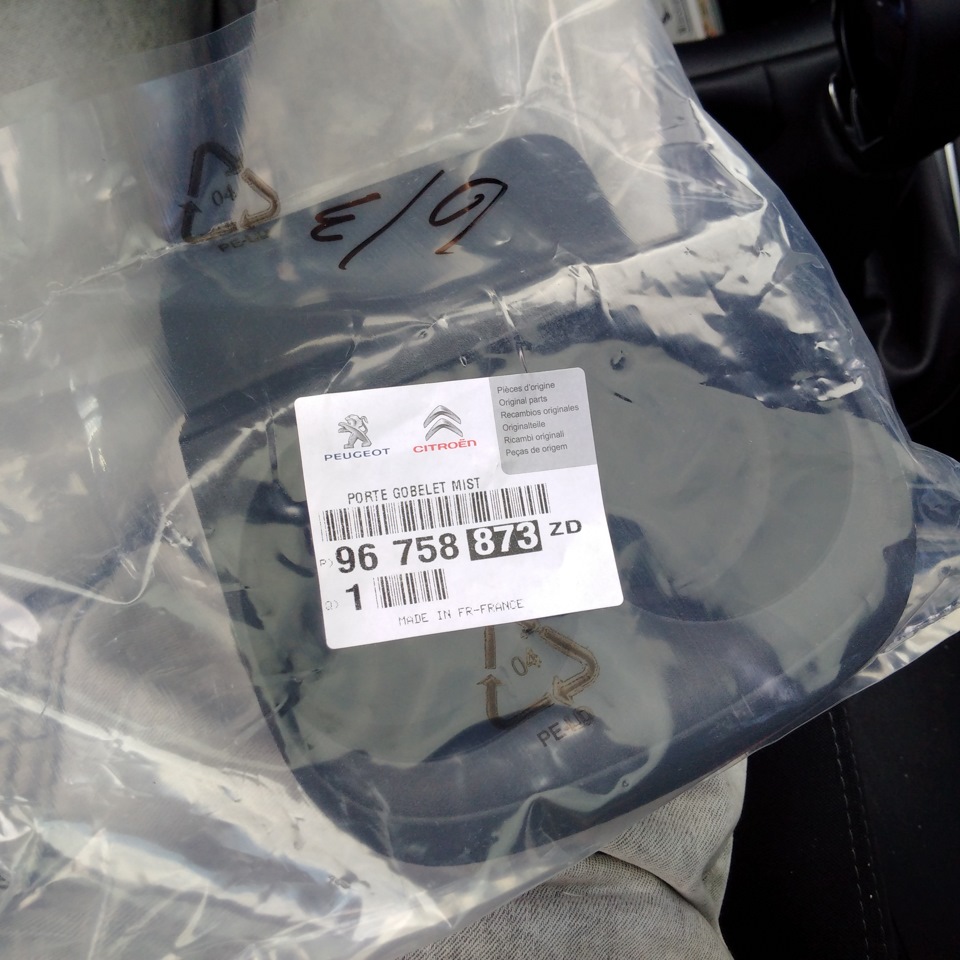 04
PE-LD
6/3
PEUGEOT
CITROËN
Pièces d'origine
Original parts
Recambios originales
Originalteile
Ricambi originali
Peças de origem
PORTE GOBELET MIST
P) 96 758 873 ZD
Q) 1
MADE IN FR-FRANCE
04
PE-LD